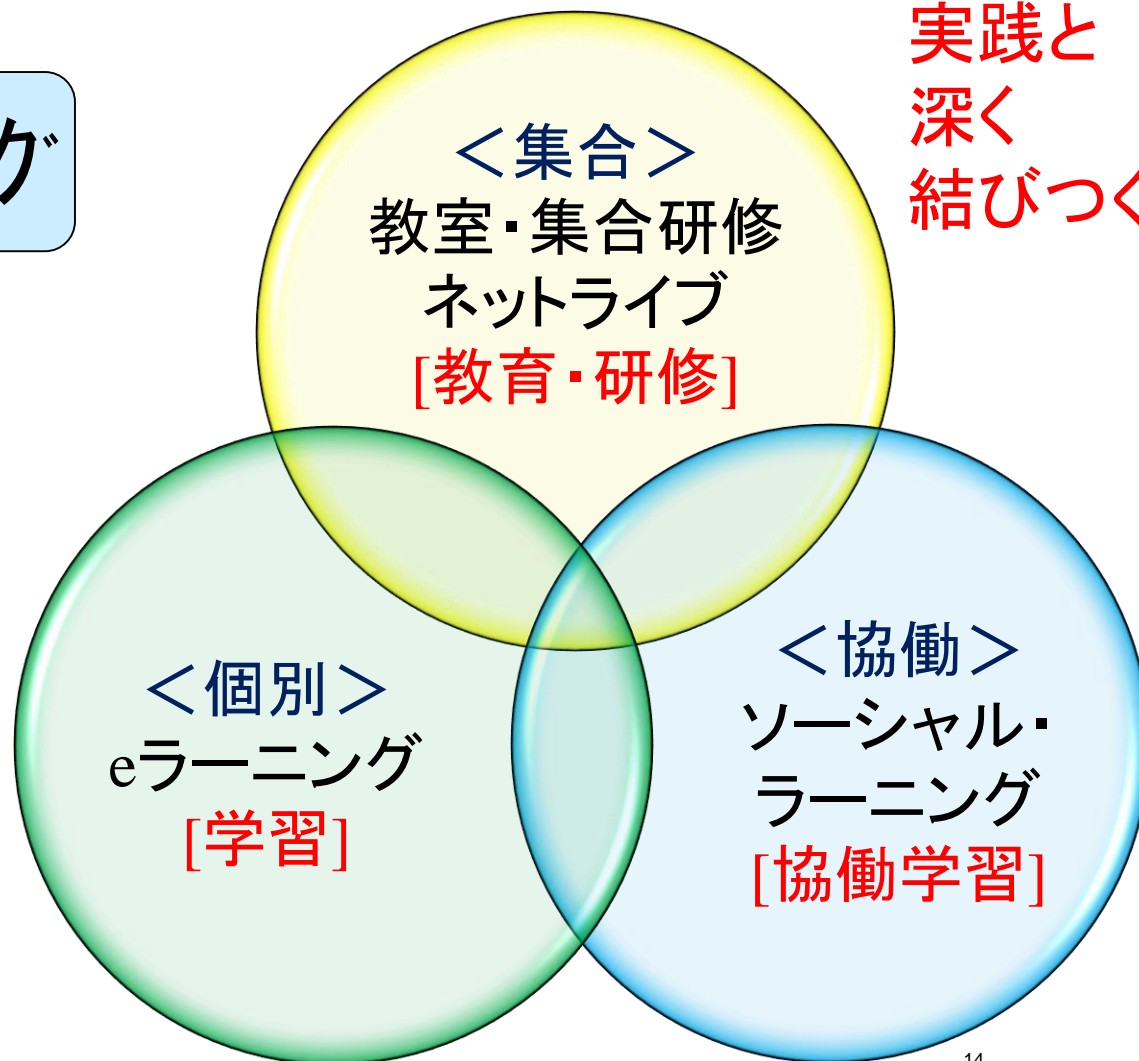 実践と
深く
結びつく
グ
＜集合＞
教室・集合研修
ネットライブ
[教育・研修]
＜個別＞
eラーニング
[学習]
＜協働＞
ソーシャル・
ラーニング
[協働学習]
14